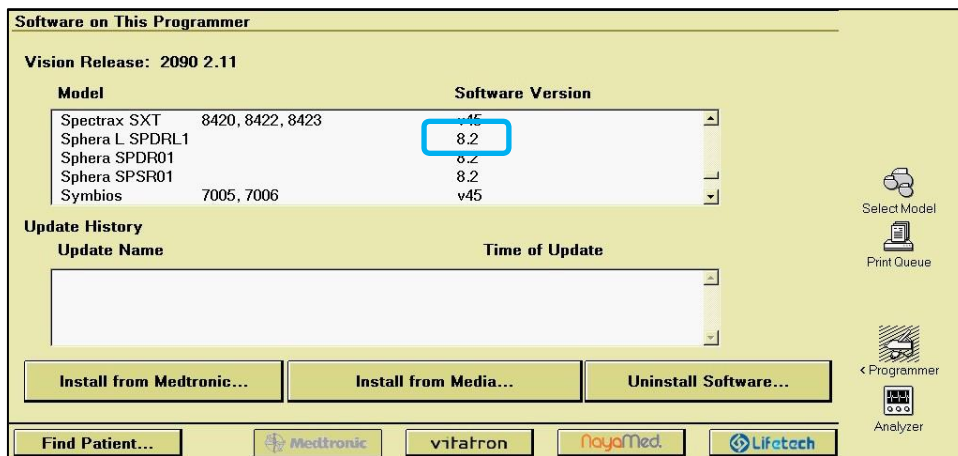 Software on This Programmer
Vision Release: 2090 2.11
Model Software Version
Spectrax SXT 8420, 8422, 8423 v45
Sphera L SPDRL1 8.2
Sphera SPDR01 8.2
Sphera SPSR01 8.2
Symbios 7005, 7006 v45
Select Model
Update History
Update Name Time of Update
Print Queue
Install from Medtronic... Install from Media... Uninstall Software...
< Programmer
Analyzer
Find Patient... Medtronic vitatron NayaMed. Lifetech